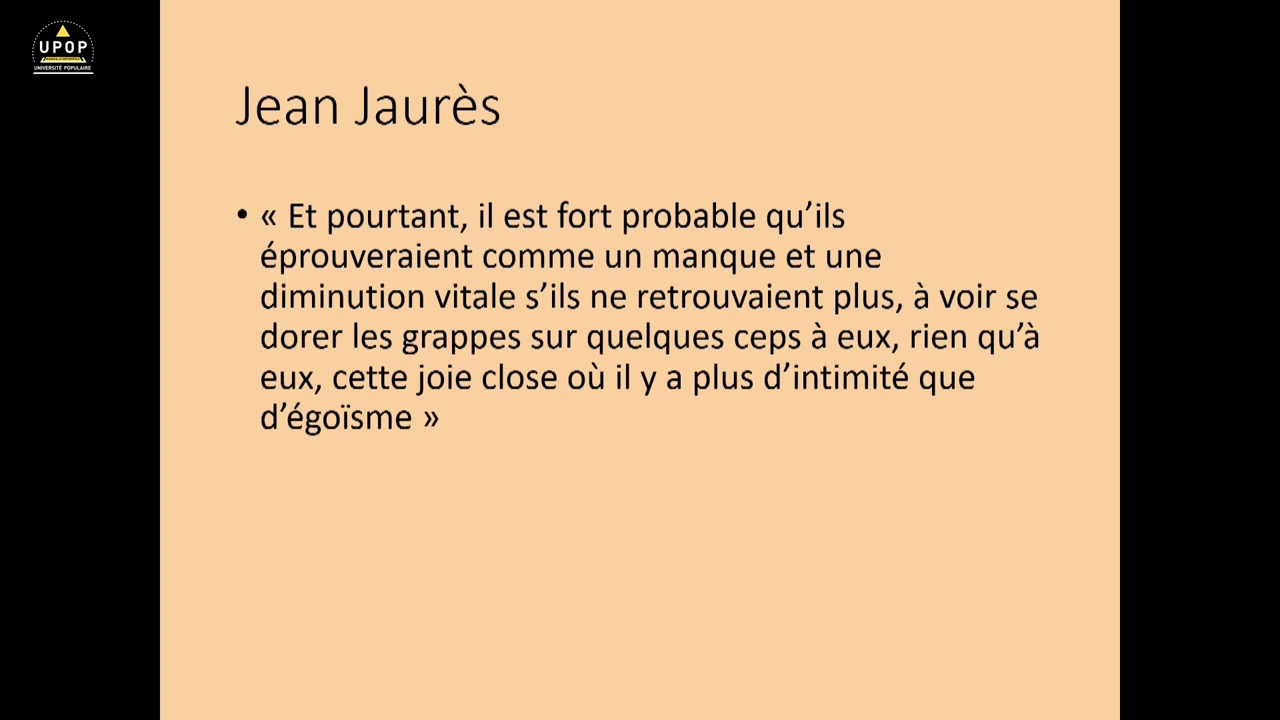 UPOP
UNIVERSITÉ POPULAIRE
Jean Jaurès
• « Et pourtant, il est fort probable qu’ils
éprouveraient comme un manque et une
diminution vitale s’ils ne retrouvaient plus, à voir se
dorer les grappes sur quelques ceps à eux, rien qu’à
eux, cette joie close où il y a plus d’intimité que
d’égoïsme »